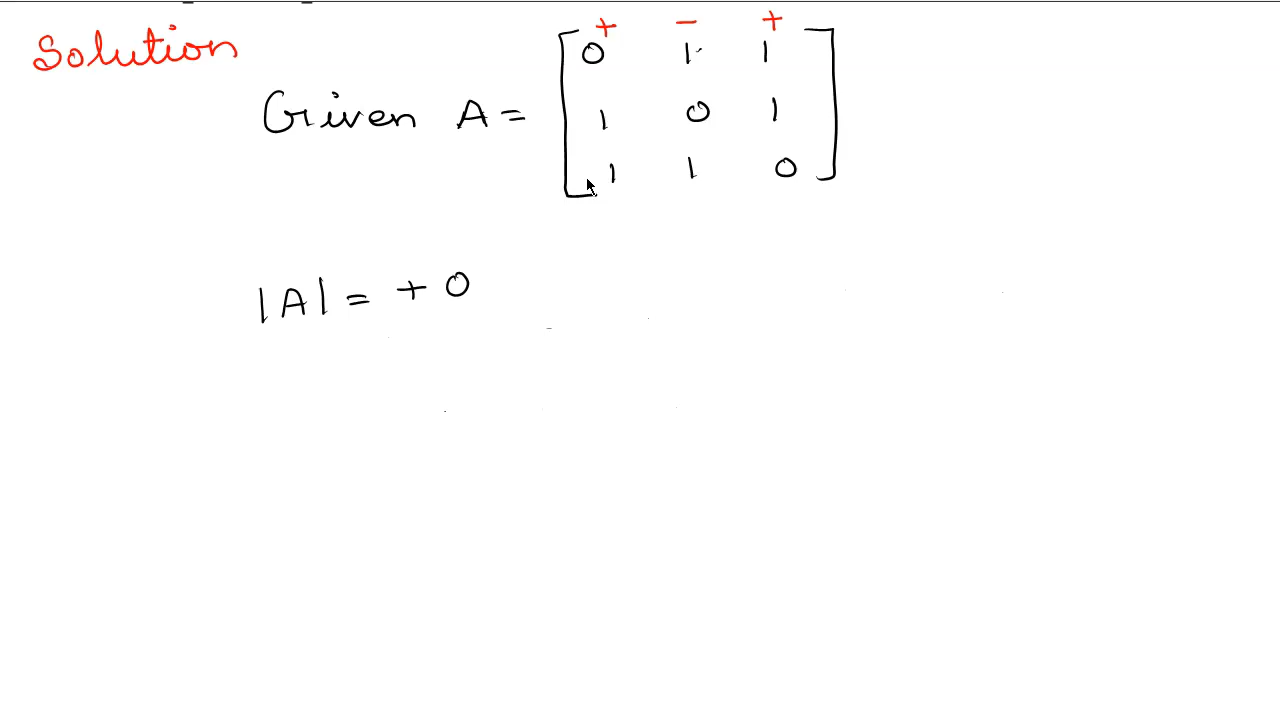 Solution
+ - +
0 1 1
Given A =
1 0 1
1 1 0
|A| = + 0